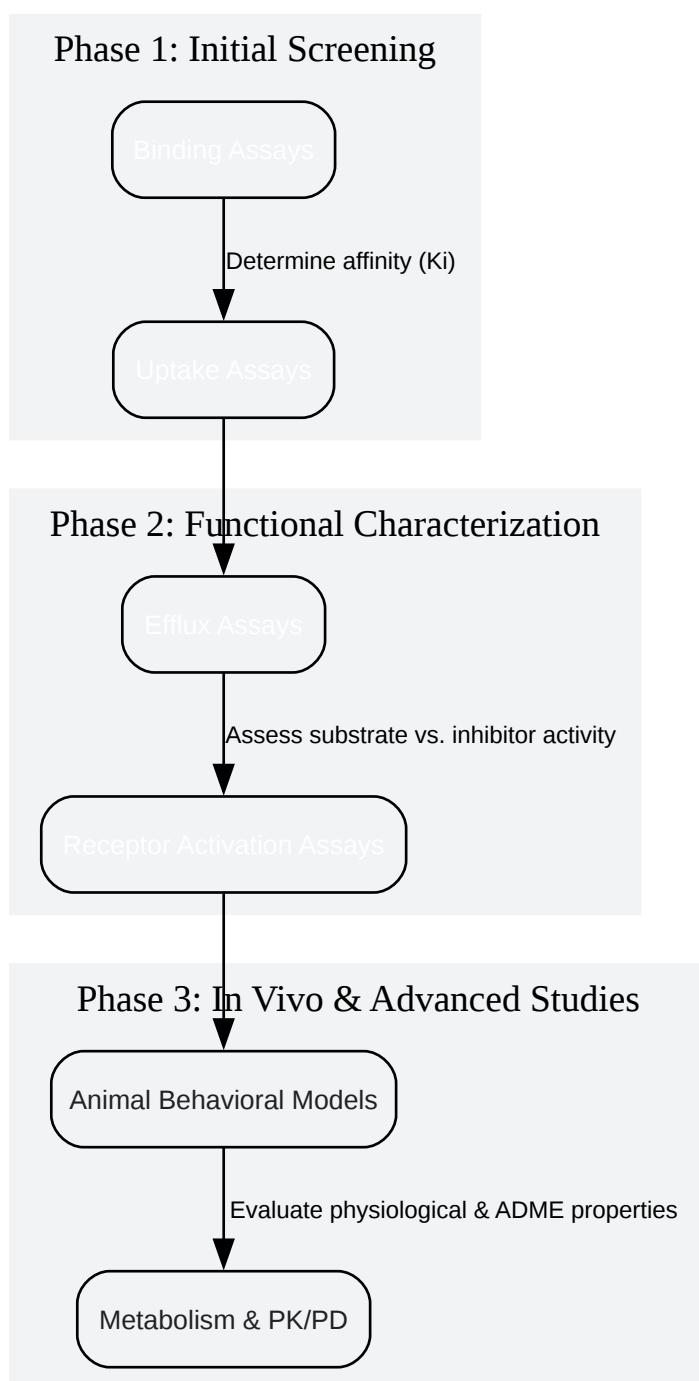 Phase 1: Initial Screening
Binding Assays
Determine affinity (Ki)
Uptake Assays
Phase 2: Functional Characterization
Efflux Assays
Assess substrate vs. inhibitor activity
Receptor Activation Assays
Phase 3: In Vivo & Advanced Studies
Animal Behavioral Models
Evaluate physiological & ADME properties
Metabolism & PK/PD